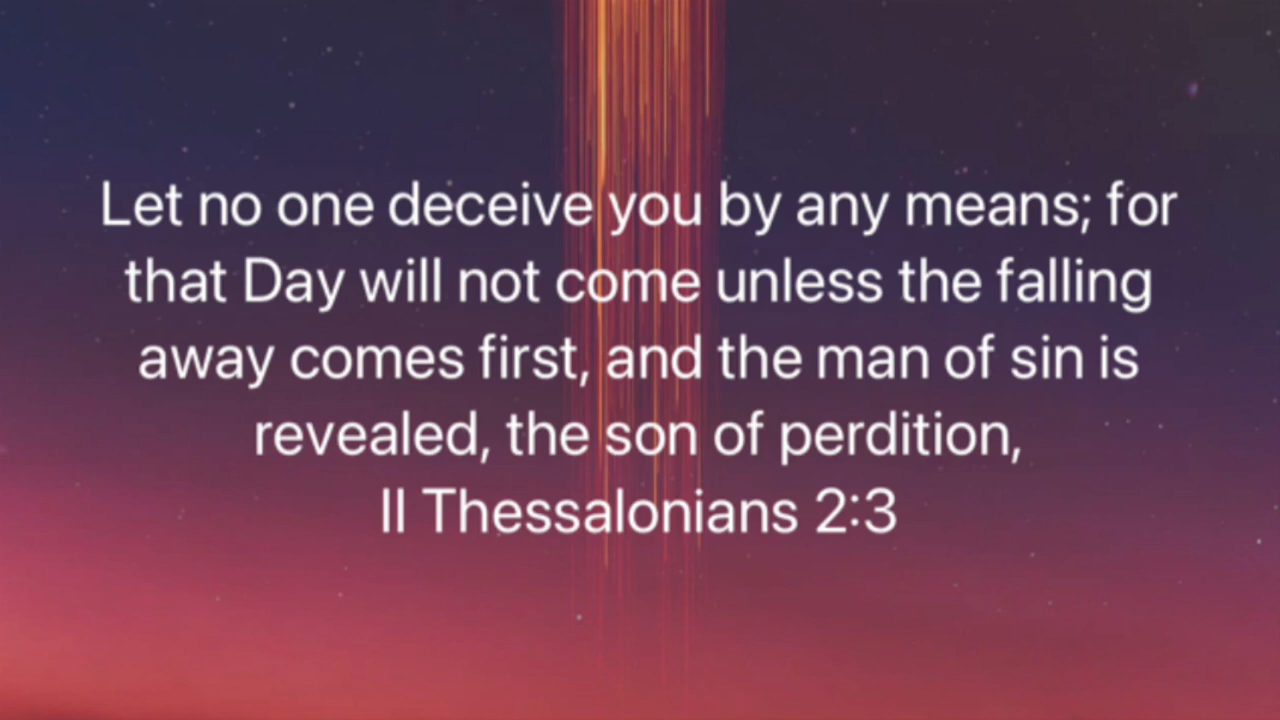 Let no one deceive you by any means; for
that Day will not come unless the falling
away comes first, and the man of sin is
revealed, the son of perdition,
II Thessalonians 2:3